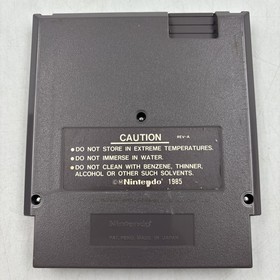 CAUTION REV-A
• DO NOT STORE IN EXTREME TEMPERATURES.
• DO NOT IMMERSE IN WATER.
• DO NOT CLEAN WITH BENZENE, THINNER,
ALCOHOL OR OTHER SUCH SOLVENTS.
©Nintendo 1985
Nintendo